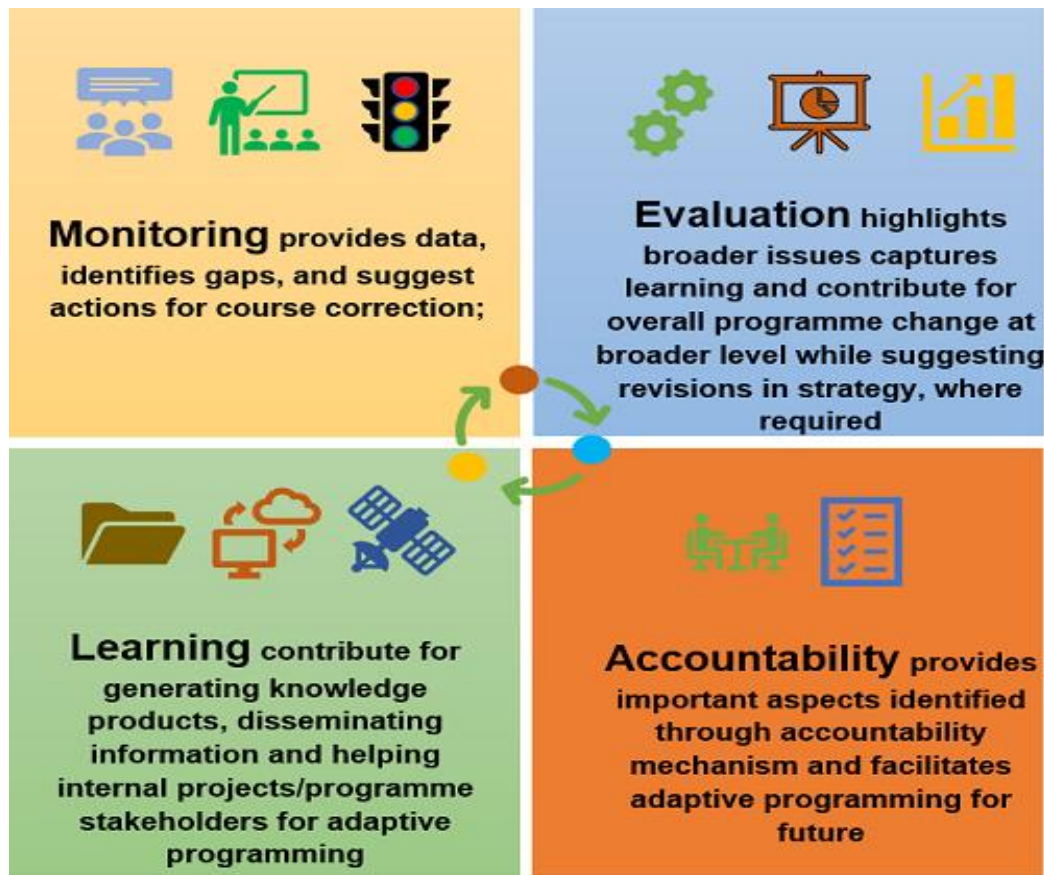 Monitoring provides data,
identifies gaps, and suggest
actions for course correction;
Evaluation highlights
broader issues captures
learning and contribute for
overall programme change at
broader level while suggesting
revisions in strategy, where
required
Learning contribute for
generating knowledge
products, disseminating
information and helping
internal projects/programme
stakeholders for adaptive
programming
Accountability provides
important aspects identified
through accountability
mechanism and facilitates
adaptive programming for
future